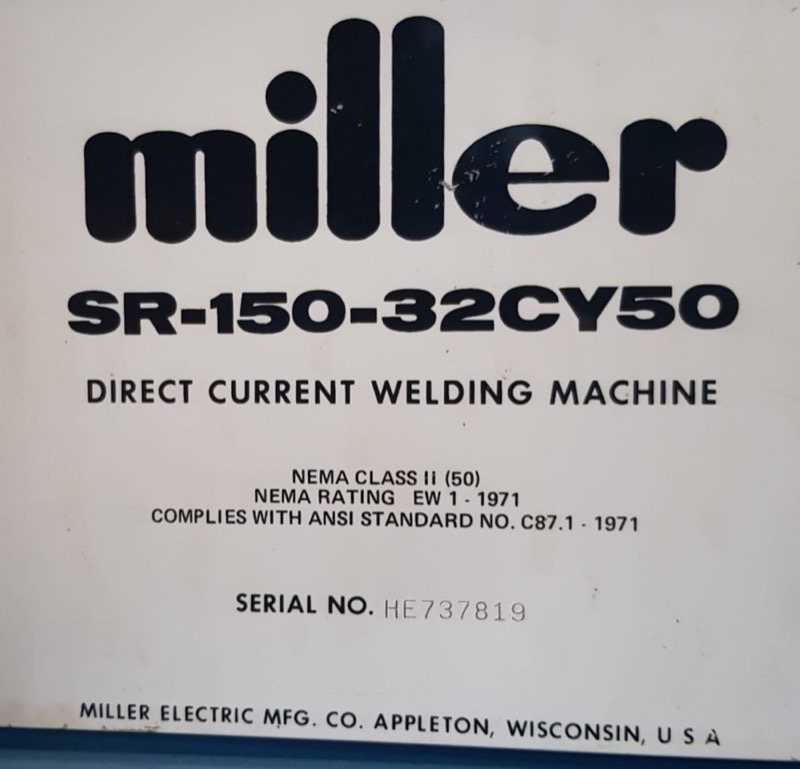 miller
SR-150-32CY50
DIRECT CURRENT WELDING MACHINE
NEMA CLASS II (50)
NEMA RATING EW 1 - 1971
COMPLIES WITH ANSI STANDARD NO. C87.1 - 1971
SERIAL NO. HE737819
MILLER ELECTRIC MFG. CO. APPLETON, WISCONSIN, U S A